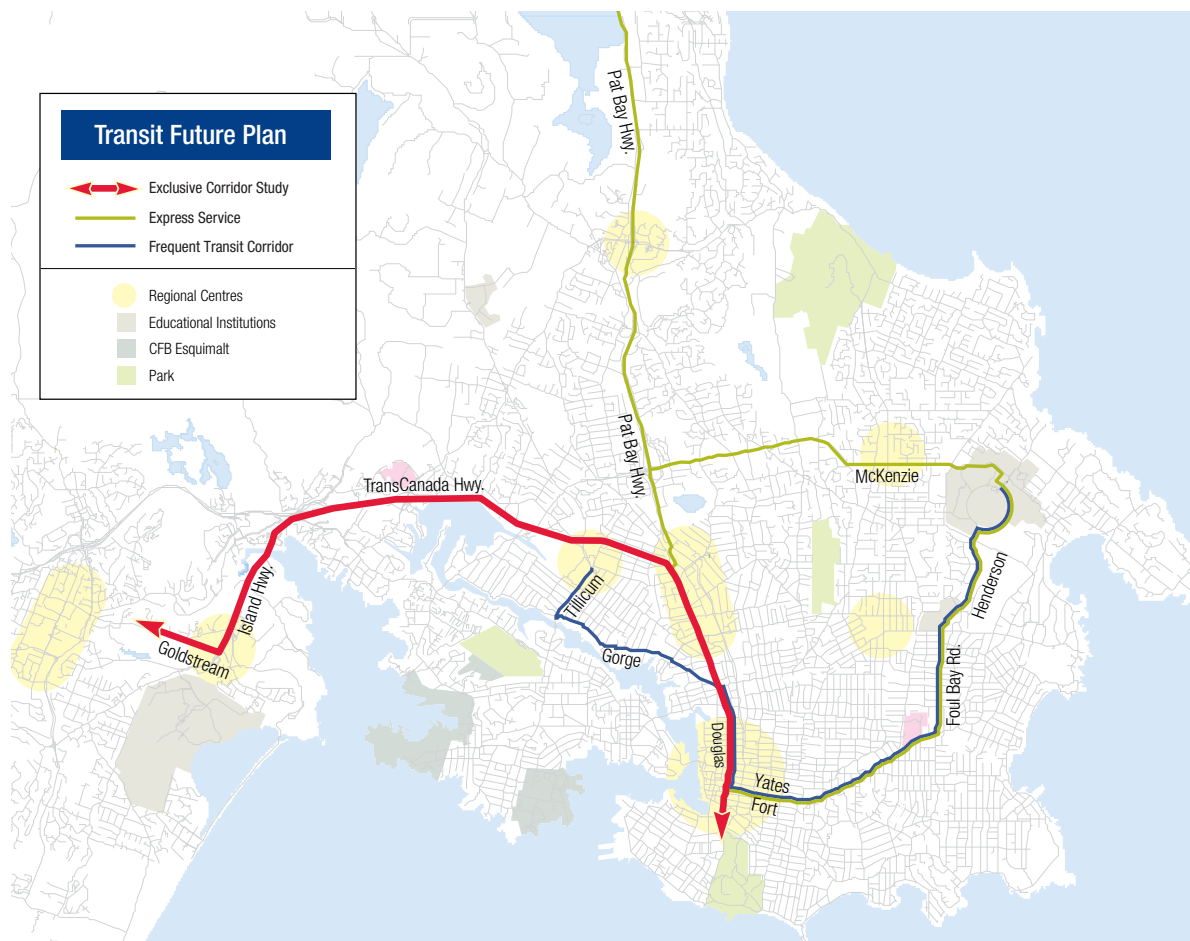 Pat Bay Hwy.
Transit Future Plan
Exclusive Corridor Study
Express Service
Frequent Transit Corridor
Regional Centres
Educational Institutions
CFB Esquimalt
Park
Pat Bay Hwy.
McKenzie
TransCanada Hwy.
Tillicum
Henderson
Island Hwy.
Goldstream
Gorge
Foul Bay Rd.
Douglas
Yates
Fort